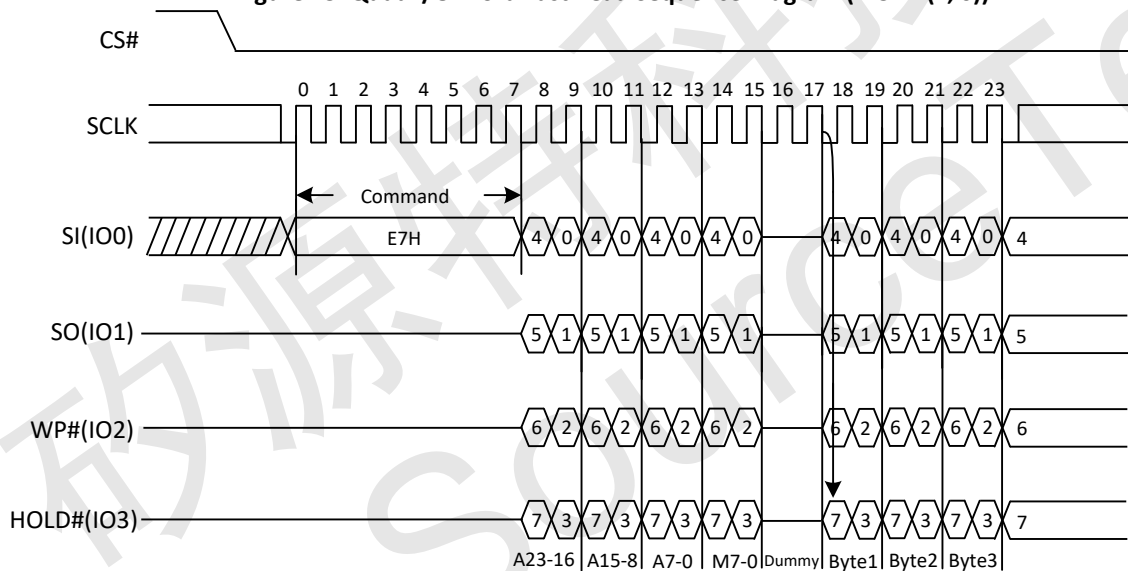 CS#
0 1 2 3 4 5 6 7 8 9 10 11 12 13 14 15 16 17 18 19 20 21 22 23
SCLK
Command
SI(IO0) E7H 4 0 4 0 4 0 4 0 4 0 4 0 4 0 4
SO(IO1) 5 1 5 1 5 1 5 1 5 1 5 1 5 1 5
WP#(IO2) 6 2 6 2 6 2 6 2 6 2 6 2 6 2 6
HOLD#(IO3) 7 3 7 3 7 3 7 3 7 3 7 3 7 3 7
A23-16 A15-8 A7-0 M7-0 Dummy Byte1 Byte2 Byte3
矽源特科
SourceTe